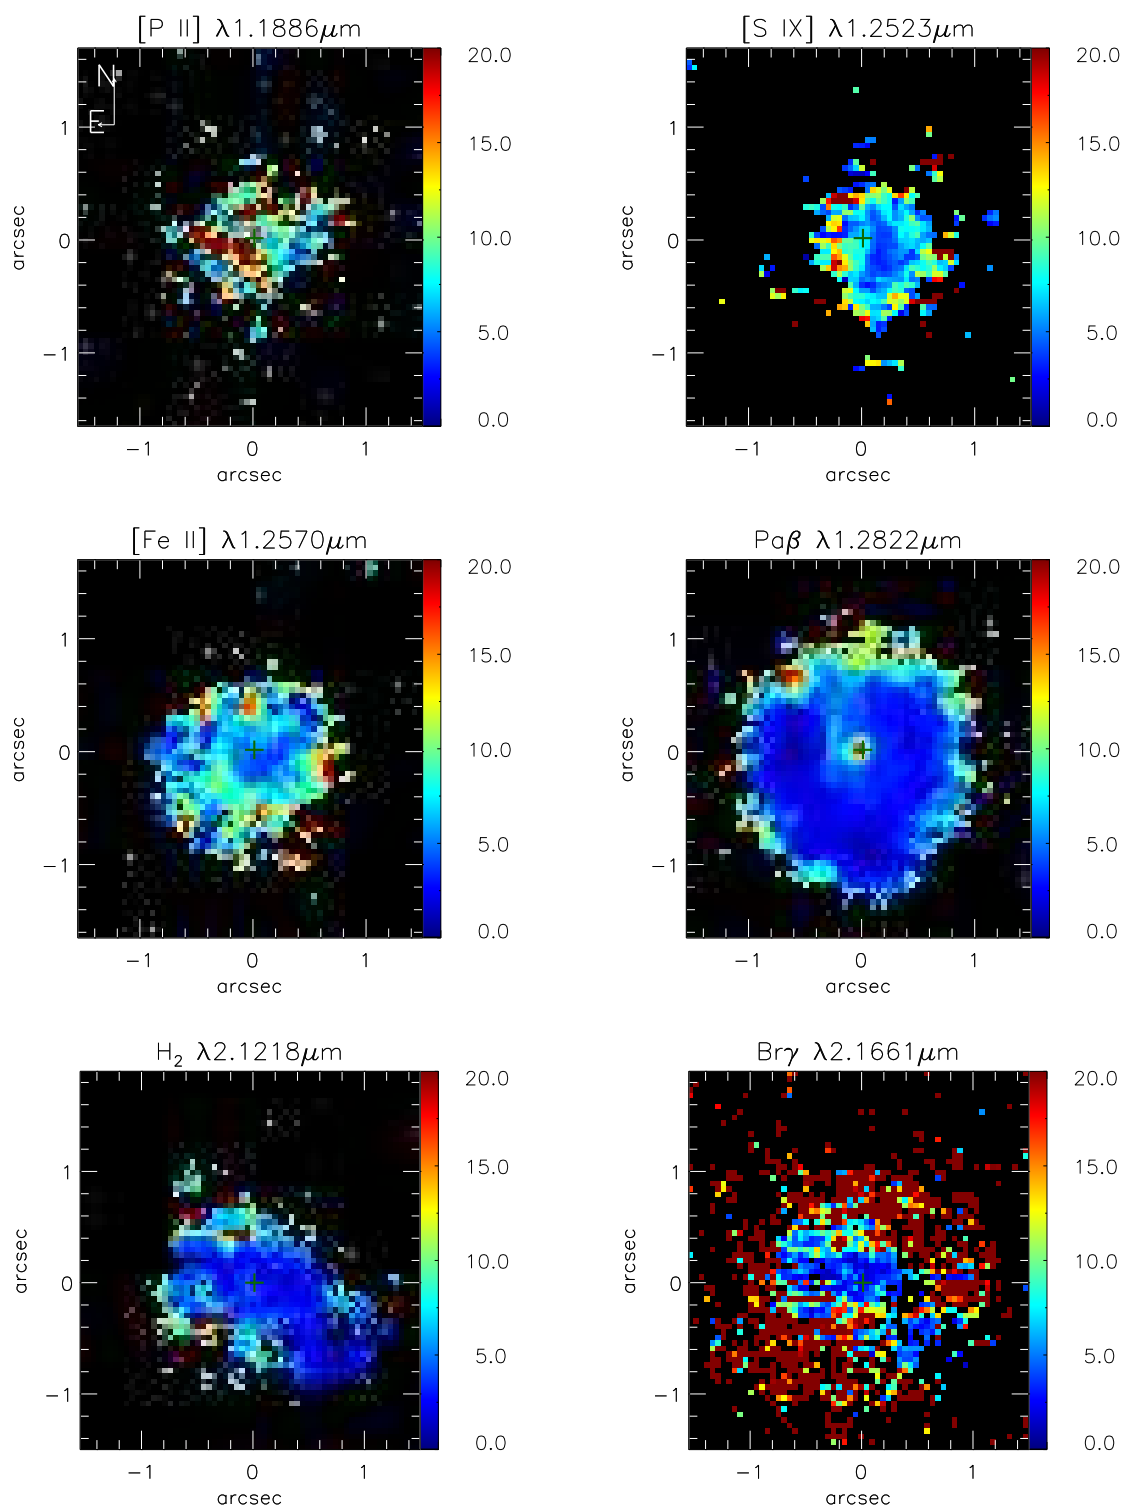 [P II] λ1.1886μm
[S IX] λ1.2523μm
N
E
1
0
−1
arcsec
−1 0 1
arcsec
20.0
15.0
10.0
5.0
0.0
1
0
−1
arcsec
−1 0 1
arcsec
20.0
15.0
10.0
5.0
0.0
[Fe II] λ1.2570μm
Paβ λ1.2822μm
1
0
−1
arcsec
−1 0 1
arcsec
20.0
15.0
10.0
5.0
0.0
1
0
−1
arcsec
−1 0 1
arcsec
20.0
15.0
10.0
5.0
0.0
H₂ λ2.1218μm
Brγ λ2.1661μm
1
0
−1
arcsec
−1 0 1
arcsec
20.0
15.0
10.0
5.0
0.0
1
0
−1
arcsec
−1 0 1
arcsec
20.0
15.0
10.0
5.0
0.0